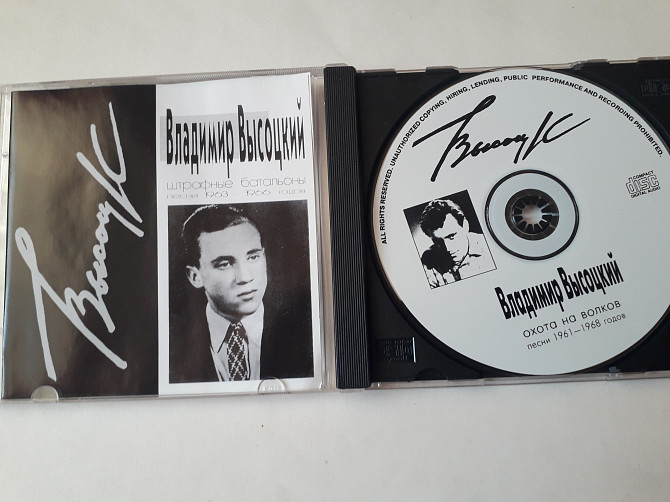 Высоцк
Владимир Высоцкий
штрафные батальоны
песни 1963 1966 годов
ALL RIGHTS RESERVED. UNAUTHORIZED COPYING, HIRING, LENDING, PUBLIC PERFORMANCE AND RECORDING PROHIBITED.
Высоцк
COMPACT
disc
DIGITAL AUDIO
Владимир Высоцкий
охота на волков
песни 1961—1968 годов